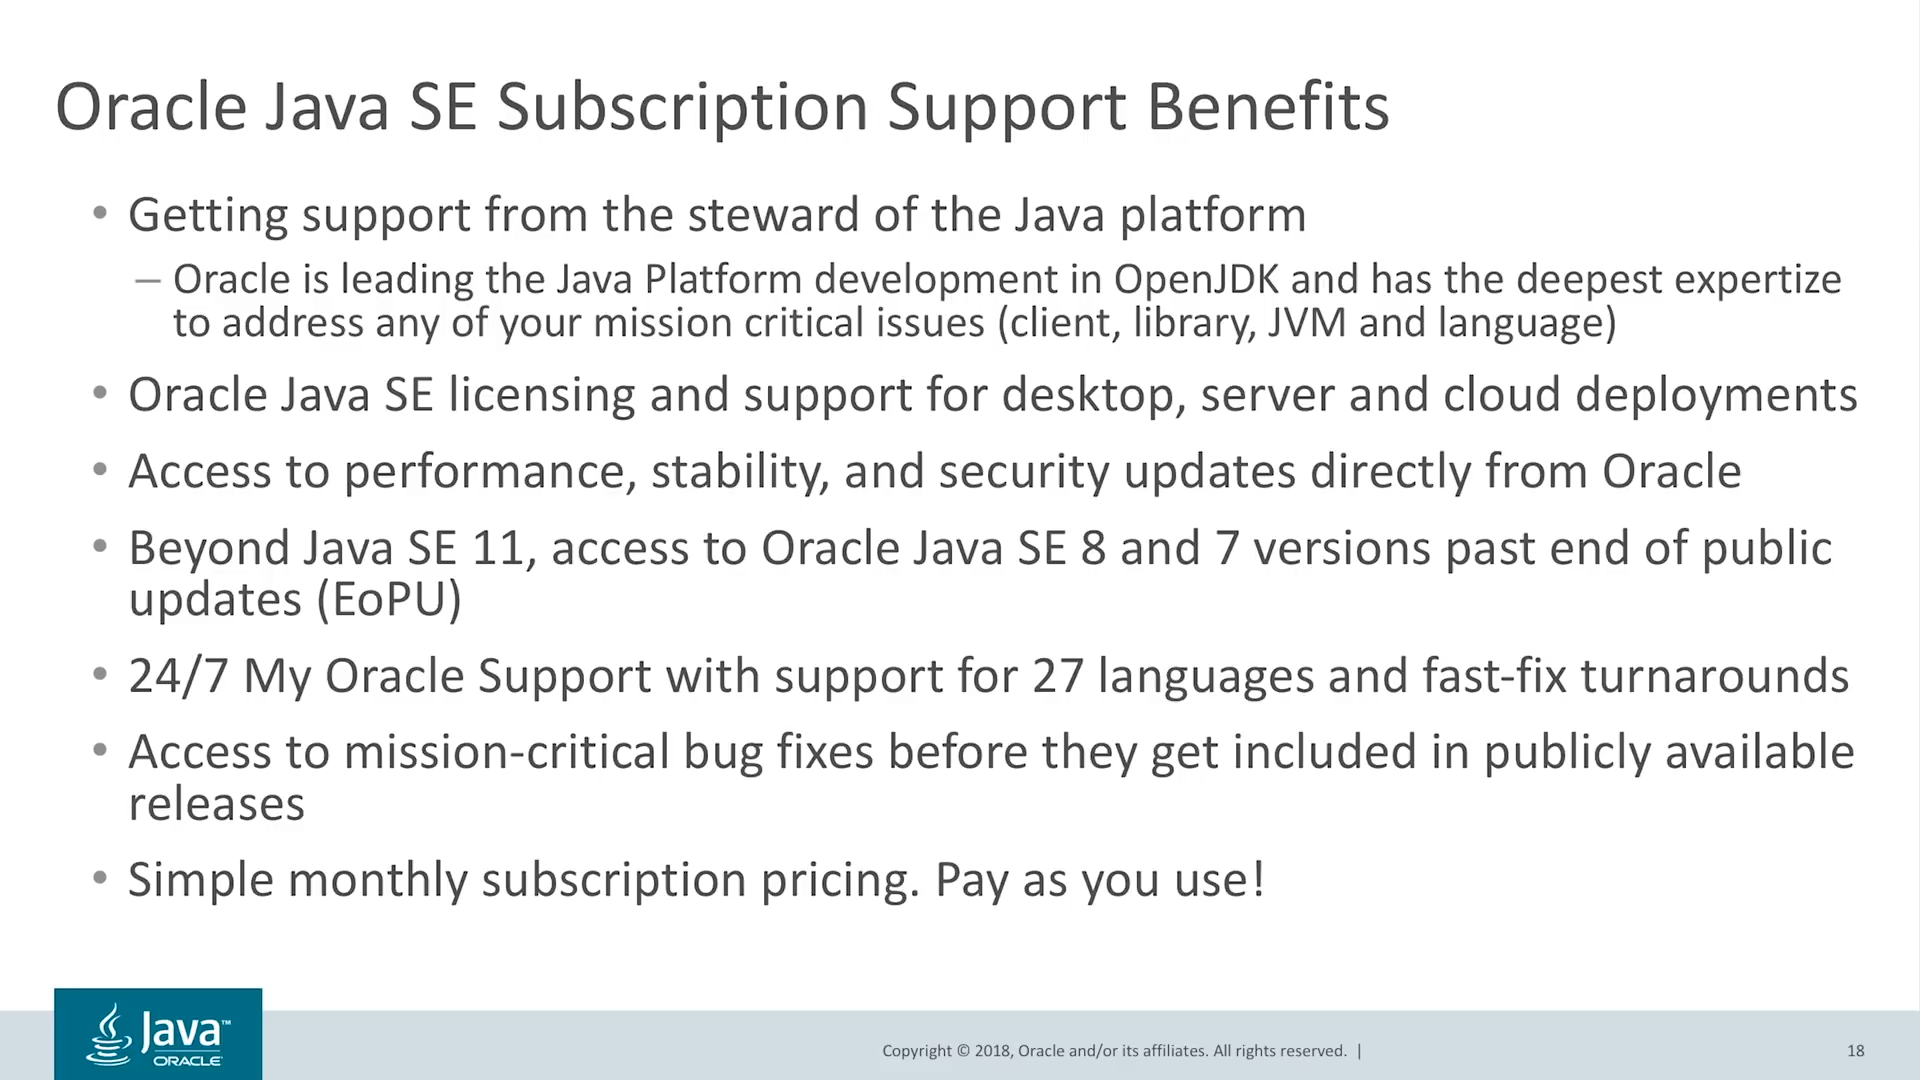 Oracle Java SE Subscription Support Benefits
• Getting support from the steward of the Java platform
– Oracle is leading the Java Platform development in OpenJDK and has the deepest expertize
to address any of your mission critical issues (client, library, JVM and language)
• Oracle Java SE licensing and support for desktop, server and cloud deployments
• Access to performance, stability, and security updates directly from Oracle
• Beyond Java SE 11, access to Oracle Java SE 8 and 7 versions past end of public
updates (EoPU)
• 24/7 My Oracle Support with support for 27 languages and fast-fix turnarounds
• Access to mission-critical bug fixes before they get included in publicly available
releases
• Simple monthly subscription pricing. Pay as you use!
Java™
ORACLE
Copyright © 2018, Oracle and/or its affiliates. All rights reserved. |
18